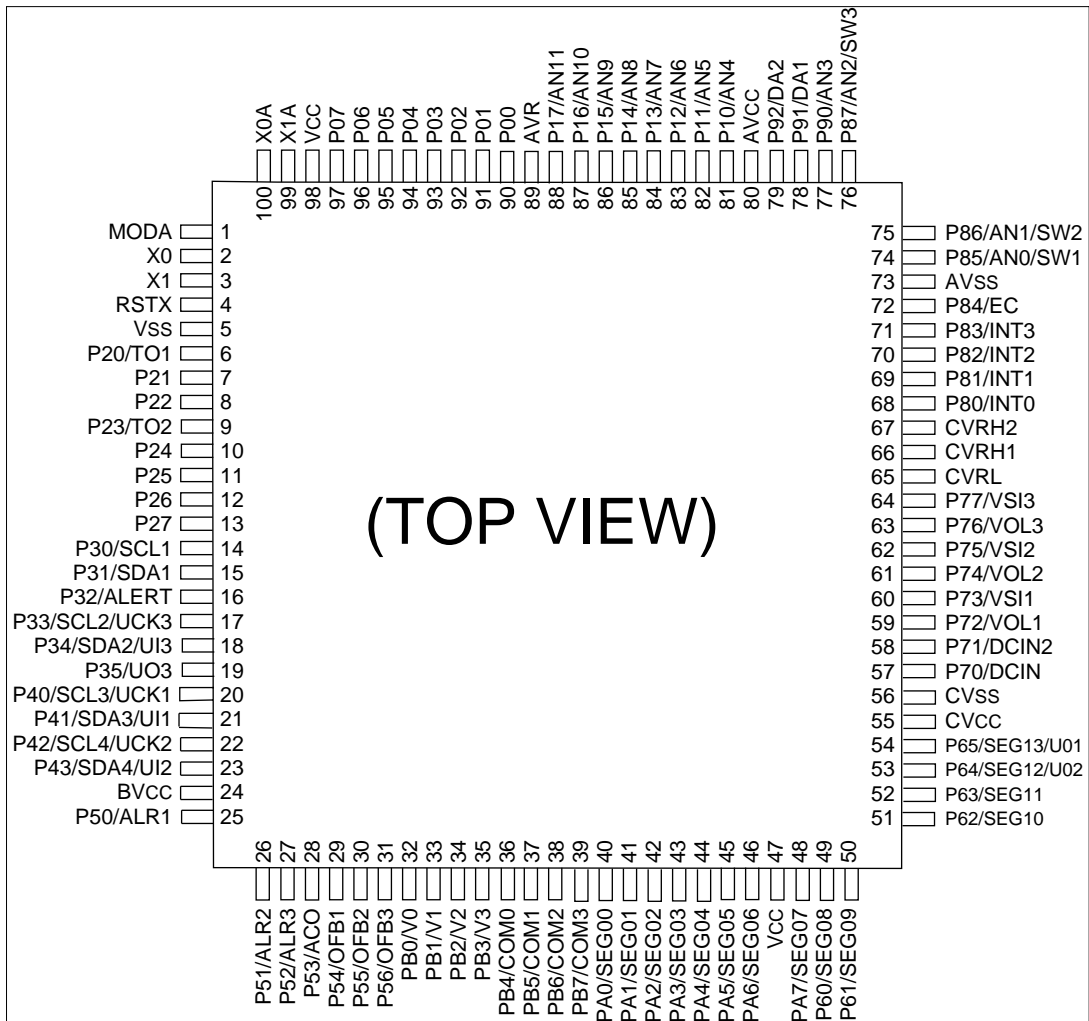 X0A
X1A
VCC
P07
P06
P05
P04
P03
P02
P01
P00
AVR
P17/AN11
P16/AN10
P15/AN9
P14/AN8
P13/AN7
P12/AN6
P11/AN5
P10/AN4
AVCC
P92/DA2
P91/DA1
P90/AN3
P87/AN2/SW3
100
99
98
97
96
95
94
93
92
91
90
89
88
87
86
85
84
83
82
81
80
79
78
77
76
MODA 1
X0 2
X1 3
RSTX 4
VSS 5
P20/TO1 6
P21 7
P22 8
P23/TO2 9
P24 10
P25 11
P26 12
P27 13
P30/SCL1 14
P31/SDA1 15
P32/ALERT 16
P33/SCL2/UCK3 17
P34/SDA2/UI3 18
P35/UO3 19
P40/SCL3/UCK1 20
P41/SDA3/UI1 21
P42/SCL4/UCK2 22
P43/SDA4/UI2 23
BVCC 24
P50/ALR1 25
(TOP VIEW)
75 P86/AN1/SW2
74 P85/AN0/SW1
73 AVSS
72 P84/EC
71 P83/INT3
70 P82/INT2
69 P81/INT1
68 P80/INT0
67 CVRH2
66 CVRH1
65 CVRL
64 P77/VSI3
63 P76/VOL3
62 P75/VSI2
61 P74/VOL2
60 P73/VSI1
59 P72/VOL1
58 P71/DCIN2
57 P70/DCIN
56 CVSS
55 CVCC
54 P65/SEG13/U01
53 P64/SEG12/U02
52 P63/SEG11
51 P62/SEG10
26
27
28
29
30
31
32
33
34
35
36
37
38
39
40
41
42
43
44
45
46
47
48
49
50
P51/ALR2
P52/ALR3
P53/ACO
P54/OFB1
P55/OFB2
P56/OFB3
PB0/V0
PB1/V1
PB2/V2
PB3/V3
PB4/COM0
PB5/COM1
PB6/COM2
PB7/COM3
PA0/SEG00
PA1/SEG01
PA2/SEG02
PA3/SEG03
PA4/SEG04
PA5/SEG05
PA6/SEG06
VCC
PA7/SEG07
P60/SEG08
P61/SEG09